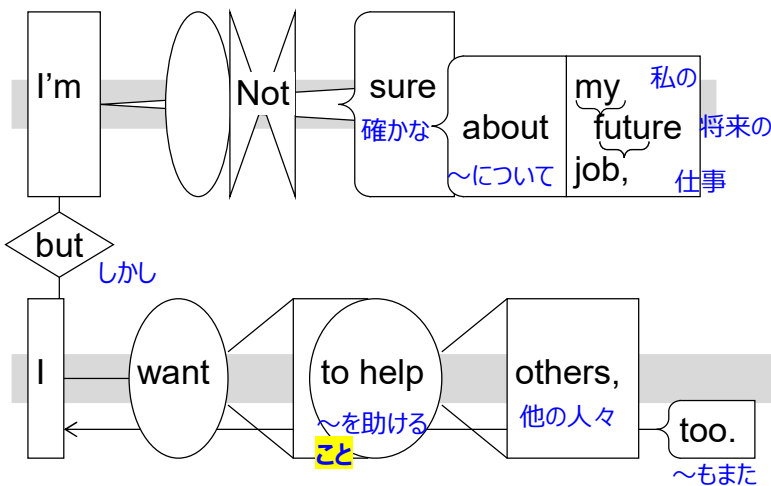 I'm Not sure my 私の
確かな about future 将来の
～について job, 仕事
but
しかし
I want to help others,
～を助ける 他の人々
こと too.
～もまた